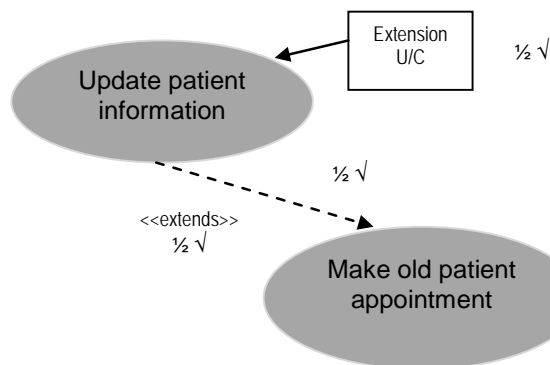 Extension
U/C
½ √
Update patient
information
½ √
<<extends>>
½ √
Make old patient
appointment